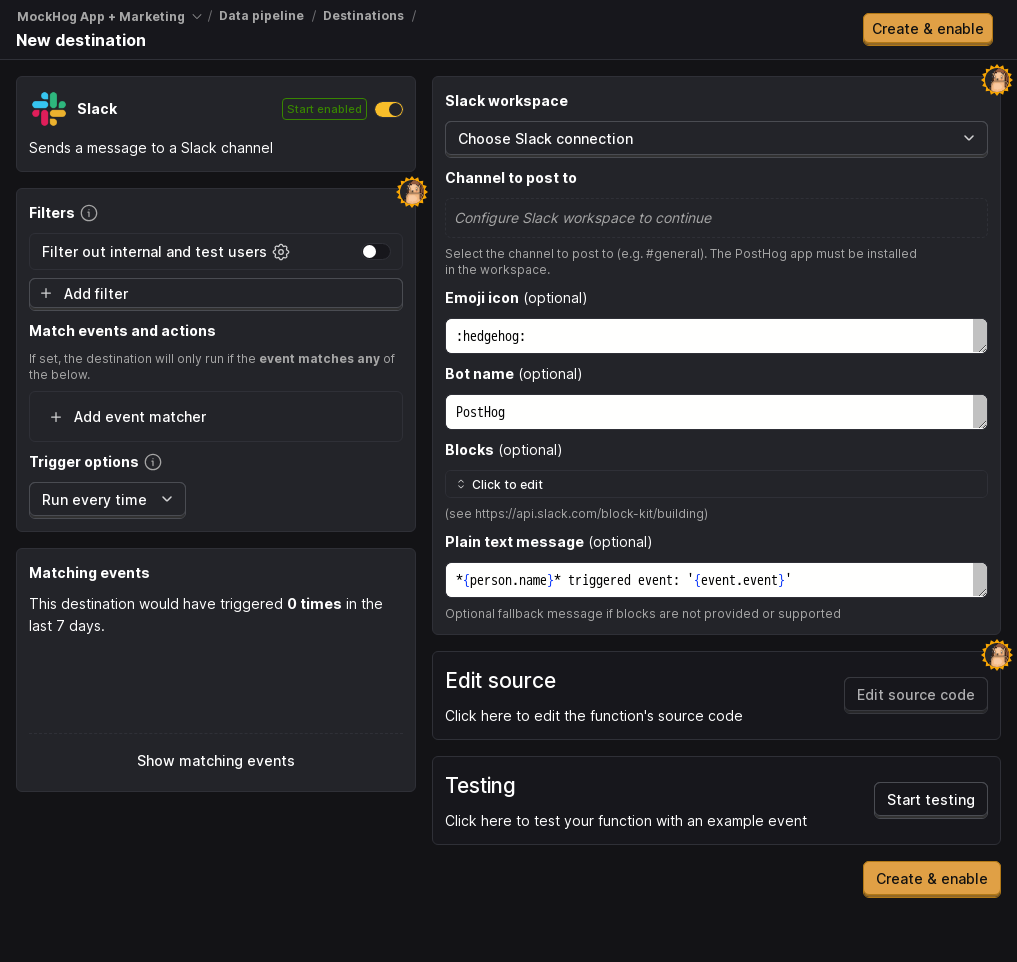 MockHog App + Marketing / Data pipeline / Destinations /
New destination
Create & enable
Slack
Start enabled
Sends a message to a Slack channel
Filters
Filter out internal and test users
+ Add filter
Match events and actions
If set, the destination will only run if the event matches any of
the below.
+ Add event matcher
Trigger options
Run every time
Matching events
This destination would have triggered 0 times in the
last 7 days.
Show matching events
Slack workspace
Choose Slack connection
Channel to post to
Configure Slack workspace to continue
Select the channel to post to (e.g. #general). The PostHog app must be installed
in the workspace.
Emoji icon (optional)
:hedgehog:
Bot name (optional)
PostHog
Blocks (optional)
Click to edit
(see https://api.slack.com/block-kit/building)
Plain text message (optional)
*{person.name}* triggered event: '{event.event}'
Optional fallback message if blocks are not provided or supported
Edit source
Click here to edit the function's source code
Edit source code
Testing
Click here to test your function with an example event
Start testing
Create & enable